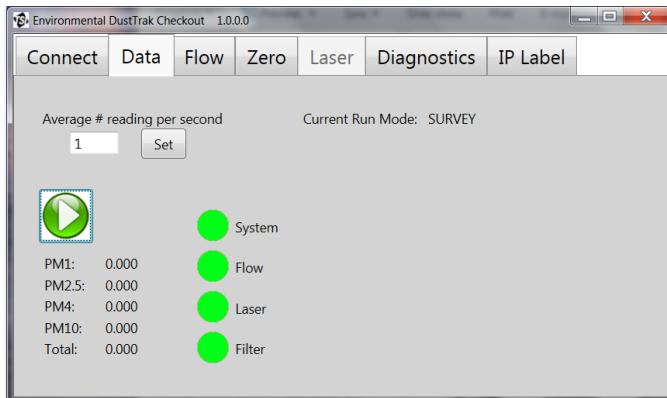 Environmental DustTrak Checkout 1.0.0.0
Connect Data Flow Zero Laser Diagnostics IP Label
Average # reading per second
Current Run Mode: SURVEY
1 Set
System
Flow
Laser
Filter
PM1: 0.000
PM2.5: 0.000
PM4: 0.000
PM10: 0.000
Total: 0.000